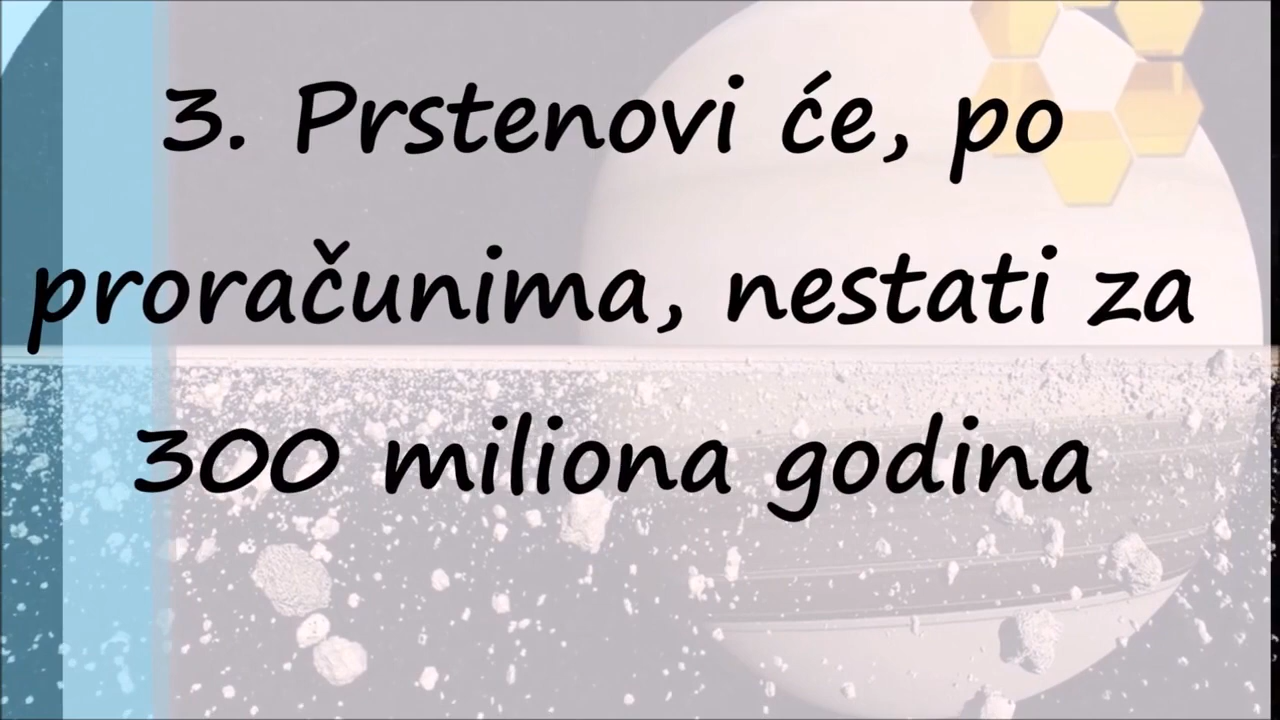 3. Prstenovi će, po
proračunima, nestati za
300 miliona godina